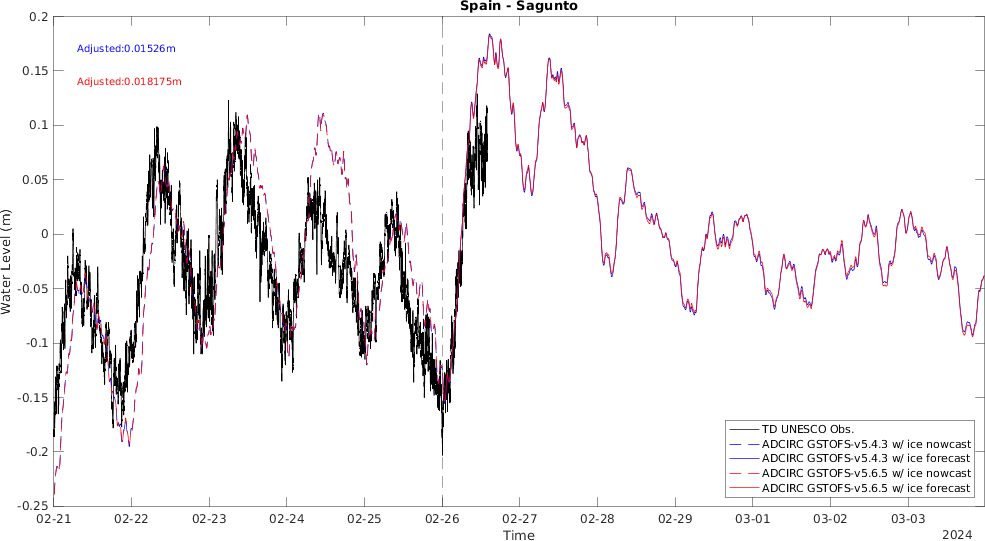 Spain - Sagunto
Adjusted:0.01526m
Adjusted:0.018175m
0.2
0.15
0.1
0.05
0
-0.05
-0.1
-0.15
-0.2
-0.25
Water Level (m)
TD UNESCO Obs.
ADCIRC GSTOFS-v5.4.3 w/ ice nowcast
ADCIRC GSTOFS-v5.4.3 w/ ice forecast
ADCIRC GSTOFS-v5.6.5 w/ ice nowcast
ADCIRC GSTOFS-v5.6.5 w/ ice forecast
02-21 02-22 02-23 02-24 02-25 02-26 02-27 02-28 02-29 03-01 03-02 03-03
Time
2024